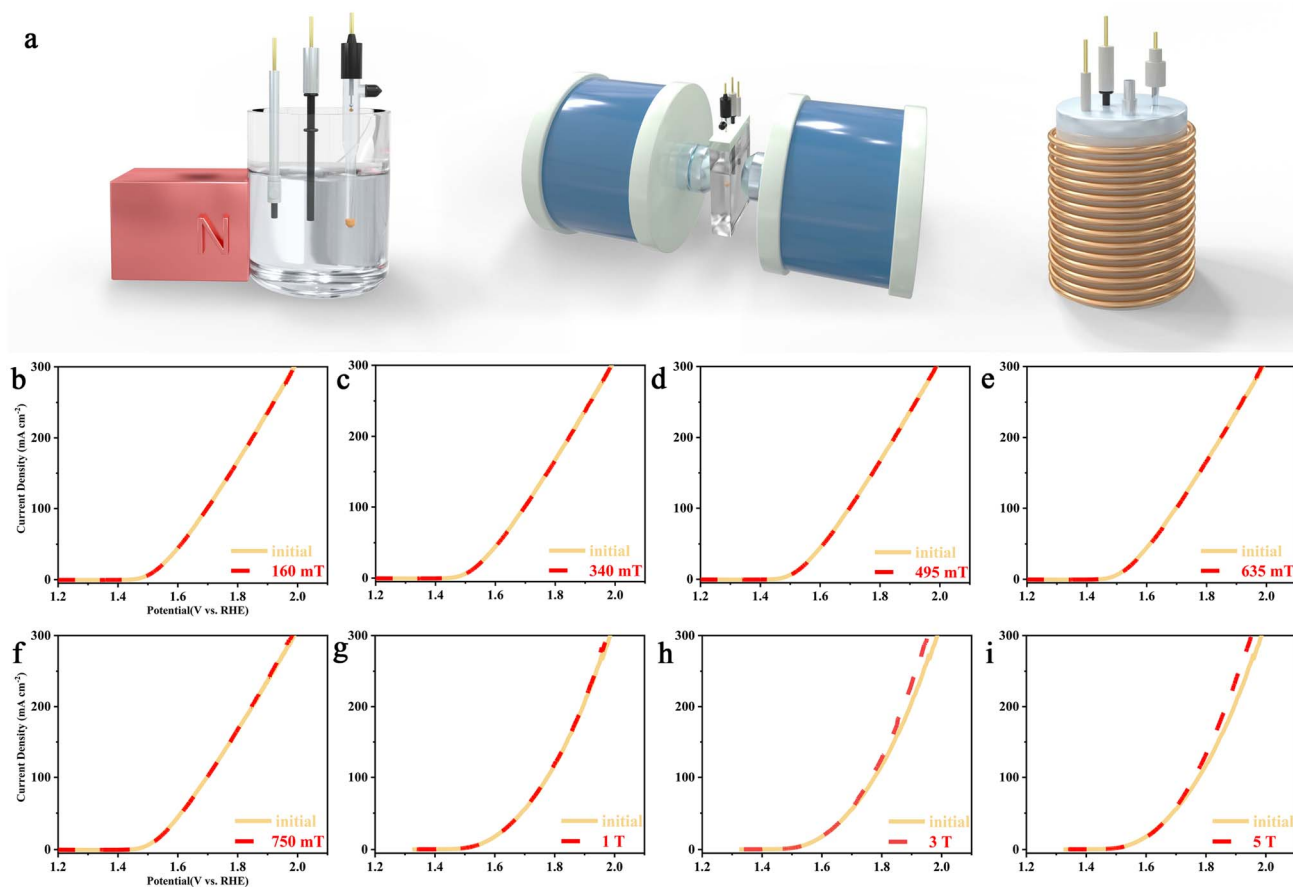 a
N
b
300
200
100
0
Current Density (mA cm⁻²)
initial
160 mT
1.2 1.4 1.6 1.8 2.0
Potential(V vs. RHE)
c
300
200
100
0
initial
340 mT
1.2 1.4 1.6 1.8 2.0
d
300
200
100
0
initial
495 mT
1.2 1.4 1.6 1.8 2.0
e
300
200
100
0
initial
635 mT
1.2 1.4 1.6 1.8 2.0
f
300
200
100
0
Current Density (mA cm⁻²)
initial
750 mT
1.2 1.4 1.6 1.8 2.0
Potential(V vs. RHE)
g
300
200
100
0
initial
1 T
1.2 1.4 1.6 1.8 2.0
h
300
200
100
0
initial
3 T
1.2 1.4 1.6 1.8 2.0
i
300
200
100
0
initial
5 T
1.2 1.4 1.6 1.8 2.0